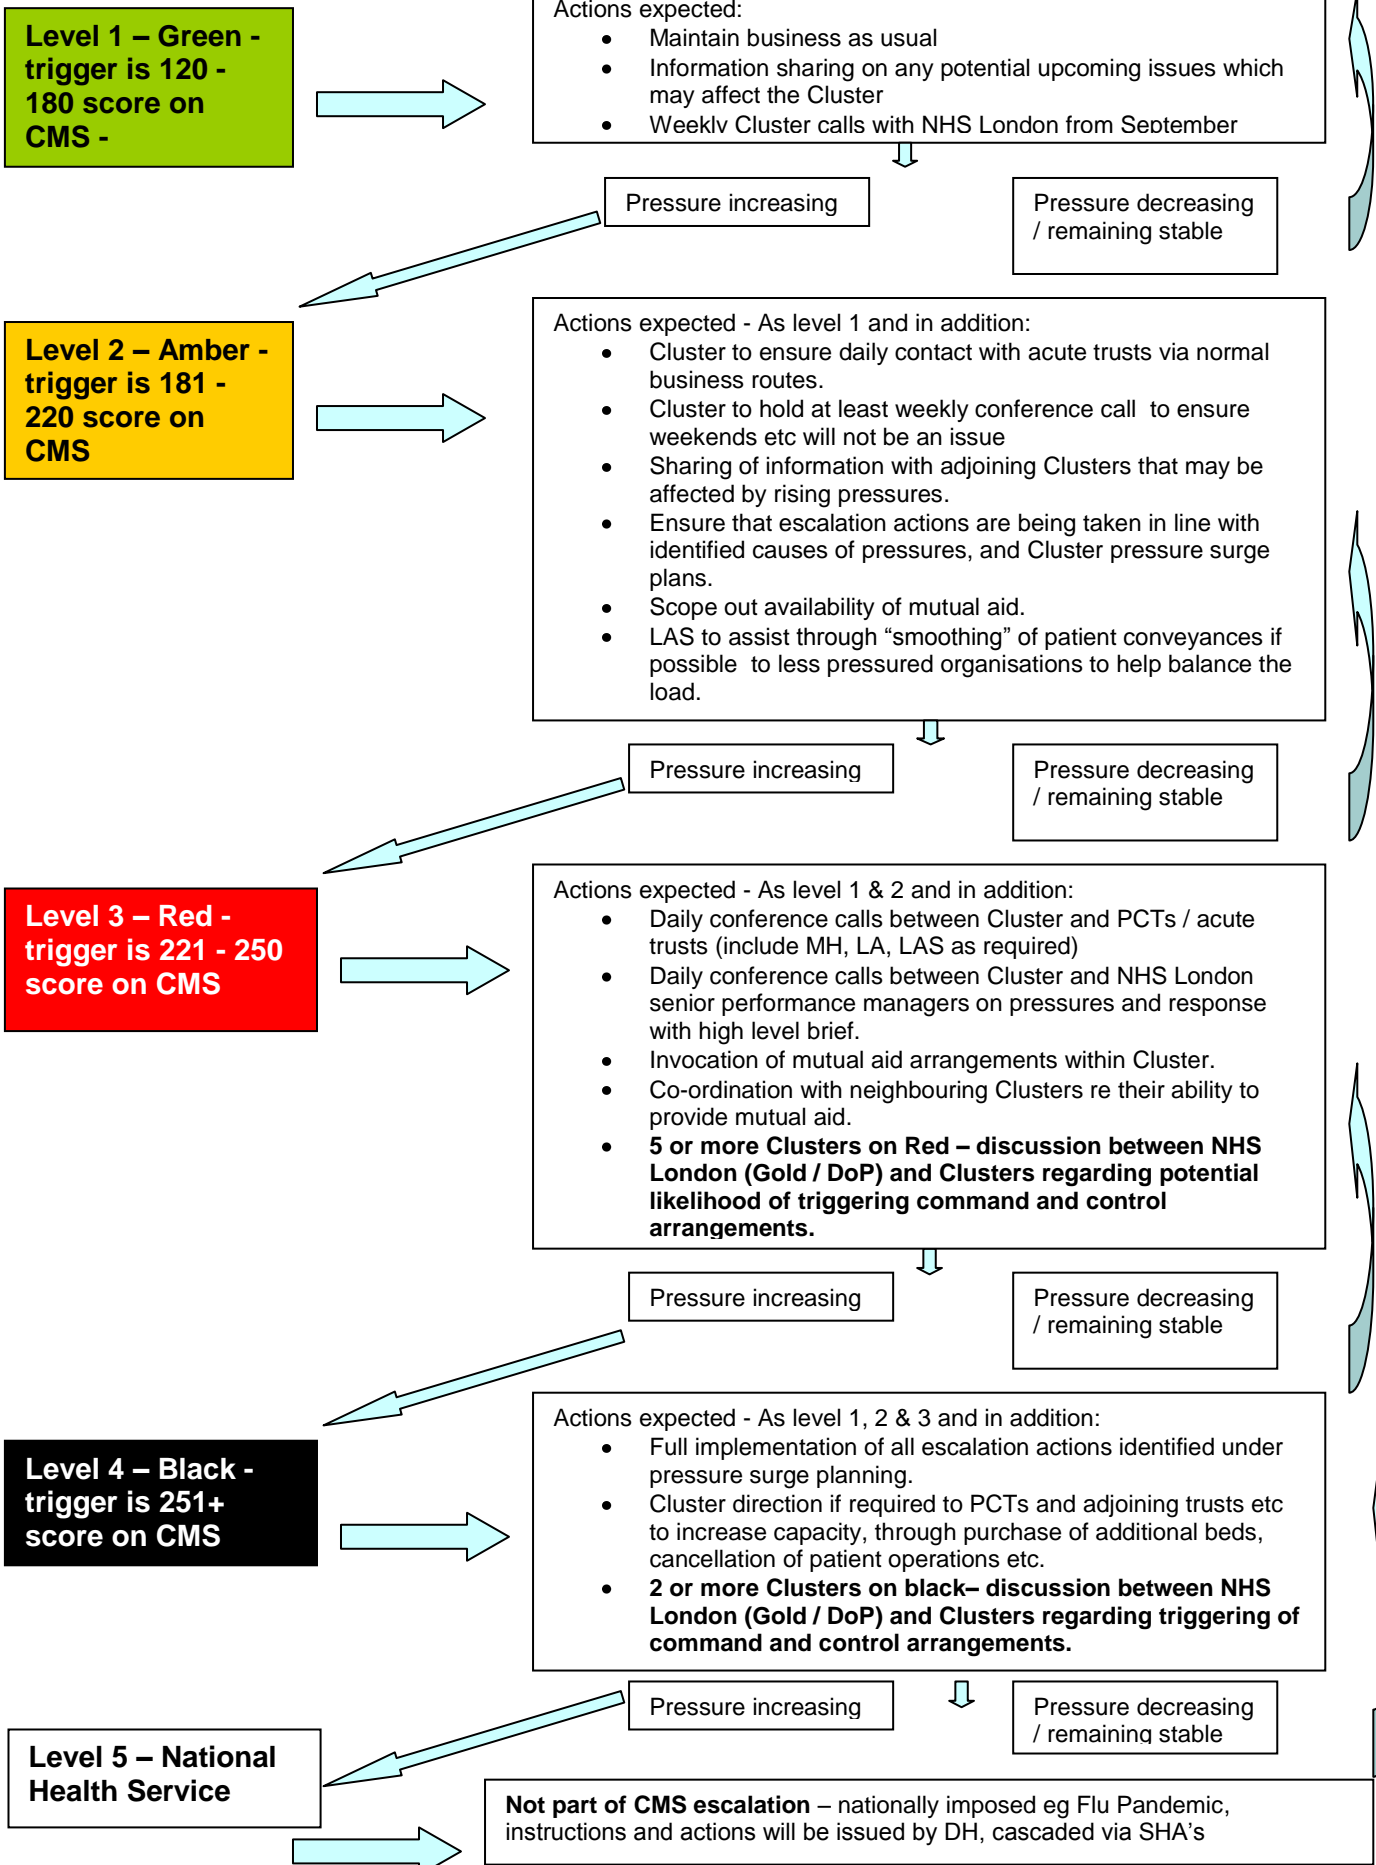 Level 1 – Green -
trigger is 120 -
180 score on
CMS -
Actions expected:
• Maintain business as usual
• Information sharing on any potential upcoming issues which
may affect the Cluster
• Weekly Cluster calls with NHS London from September
Pressure increasing
Pressure decreasing
/ remaining stable
Level 2 – Amber -
trigger is 181 -
220 score on
CMS
Actions expected - As level 1 and in addition:
• Cluster to ensure daily contact with acute trusts via normal
business routes.
• Cluster to hold at least weekly conference call to ensure
weekends etc will not be an issue
• Sharing of information with adjoining Clusters that may be
affected by rising pressures.
• Ensure that escalation actions are being taken in line with
identified causes of pressures, and Cluster pressure surge
plans.
• Scope out availability of mutual aid.
• LAS to assist through “smoothing” of patient conveyances if
possible to less pressured organisations to help balance the
load.
Pressure increasing
Pressure decreasing
/ remaining stable
Level 3 – Red -
trigger is 221 - 250
score on CMS
Actions expected - As level 1 & 2 and in addition:
• Daily conference calls between Cluster and PCTs / acute
trusts (include MH, LA, LAS as required)
• Daily conference calls between Cluster and NHS London
senior performance managers on pressures and response
with high level brief.
• Invocation of mutual aid arrangements within Cluster.
• Co-ordination with neighbouring Clusters re their ability to
provide mutual aid.
• 5 or more Clusters on Red – discussion between NHS
London (Gold / DoP) and Clusters regarding potential
likelihood of triggering command and control
arrangements.
Pressure increasing
Pressure decreasing
/ remaining stable
Level 4 – Black -
trigger is 251+
score on CMS
Actions expected - As level 1, 2 & 3 and in addition:
• Full implementation of all escalation actions identified under
pressure surge planning.
• Cluster direction if required to PCTs and adjoining trusts etc
to increase capacity, through purchase of additional beds,
cancellation of patient operations etc.
• 2 or more Clusters on black– discussion between NHS
London (Gold / DoP) and Clusters regarding triggering of
command and control arrangements.
Pressure increasing
Pressure decreasing
/ remaining stable
Level 5 – National
Health Service
Not part of CMS escalation – nationally imposed eg Flu Pandemic,
instructions and actions will be issued by DH, cascaded via SHA’s